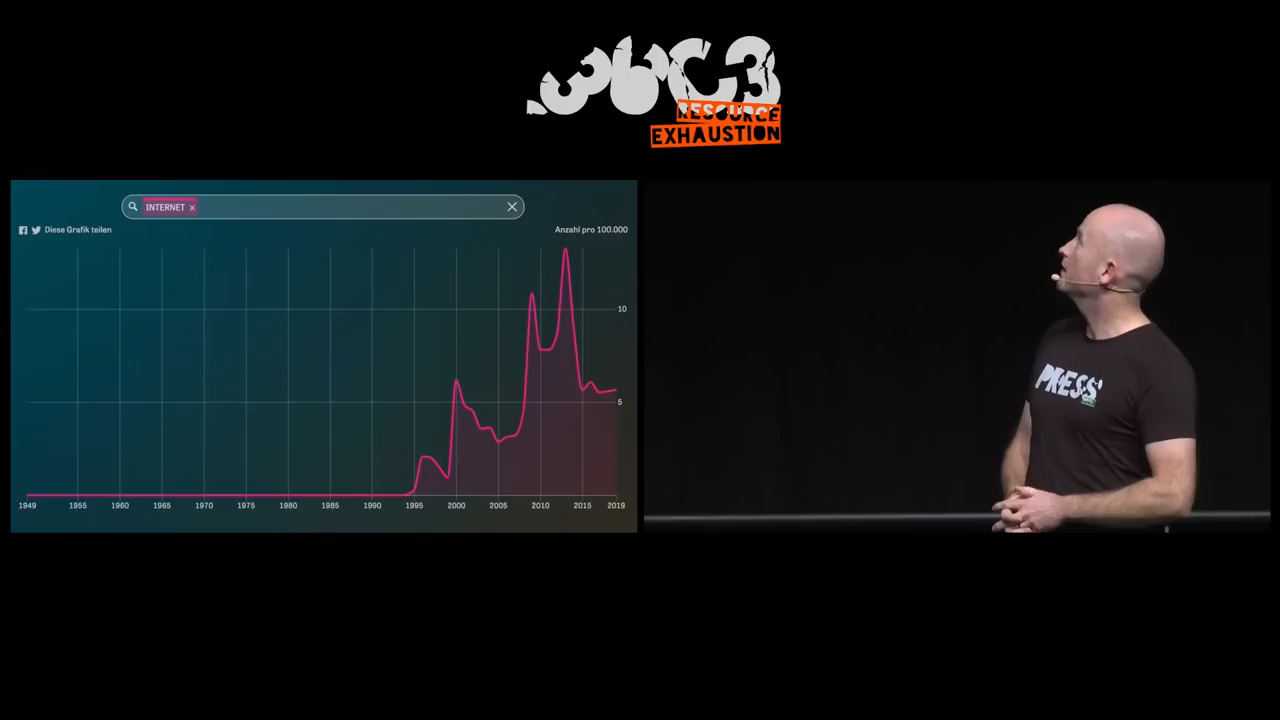 36C3
RESOURCE
EXHAUSTION
INTERNET ×
Diese Grafik teilen
Anzahl pro 100.000
10
5
1949 1955 1960 1965 1970 1975 1980 1985 1990 1995 2000 2005 2010 2015 2019
PRESS